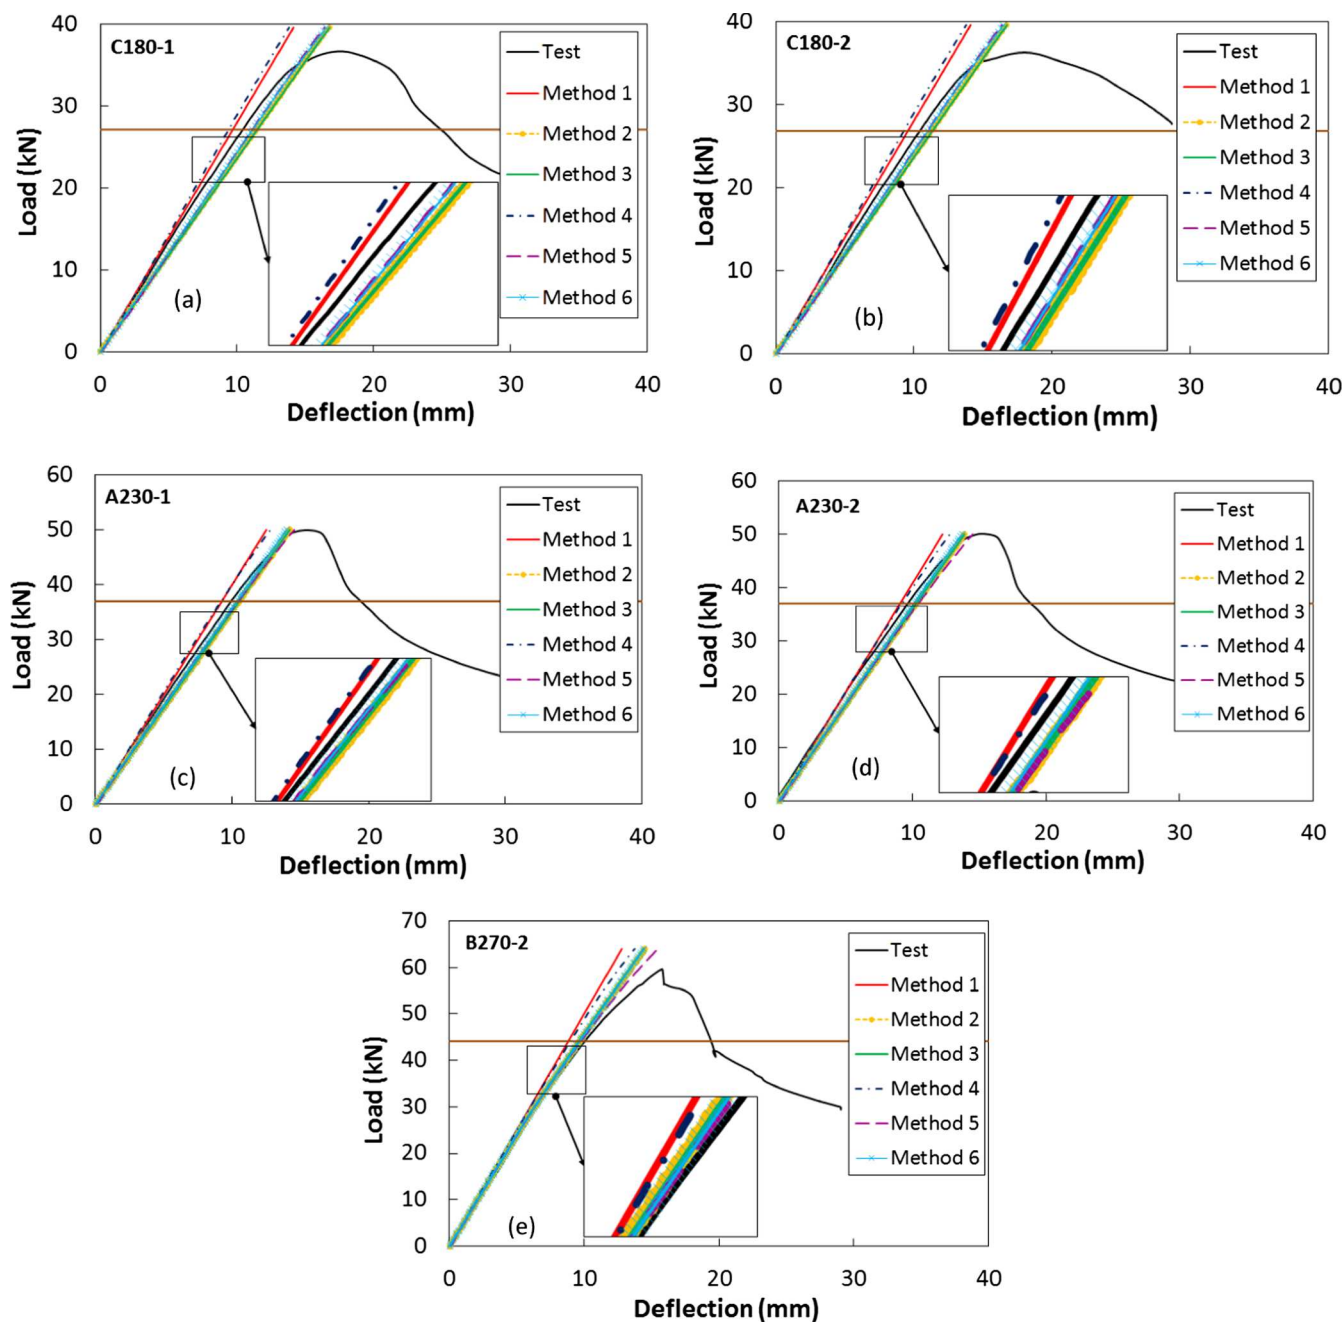 C180-1
Load (kN)
40
30
20
10
0
0 10 20 30 40
Deflection (mm)
(a)
Test
Method 1
Method 2
Method 3
Method 4
Method 5
Method 6
C180-2
Load (kN)
40
30
20
10
0
0 10 20 30 40
Deflection (mm)
(b)
Test
Method 1
Method 2
Method 3
Method 4
Method 5
Method 6
A230-1
Load (kN)
60
50
40
30
20
10
0
0 10 20 30 40
Deflection (mm)
(c)
Test
Method 1
Method 2
Method 3
Method 4
Method 5
Method 6
A230-2
Load (kN)
60
50
40
30
20
10
0
0 10 20 30 40
Deflection (mm)
(d)
Test
Method 1
Method 2
Method 3
Method 4
Method 5
Method 6
B270-2
Load (kN)
70
60
50
40
30
20
10
0
0 10 20 30 40
Deflection (mm)
(e)
Test
Method 1
Method 2
Method 3
Method 4
Method 5
Method 6